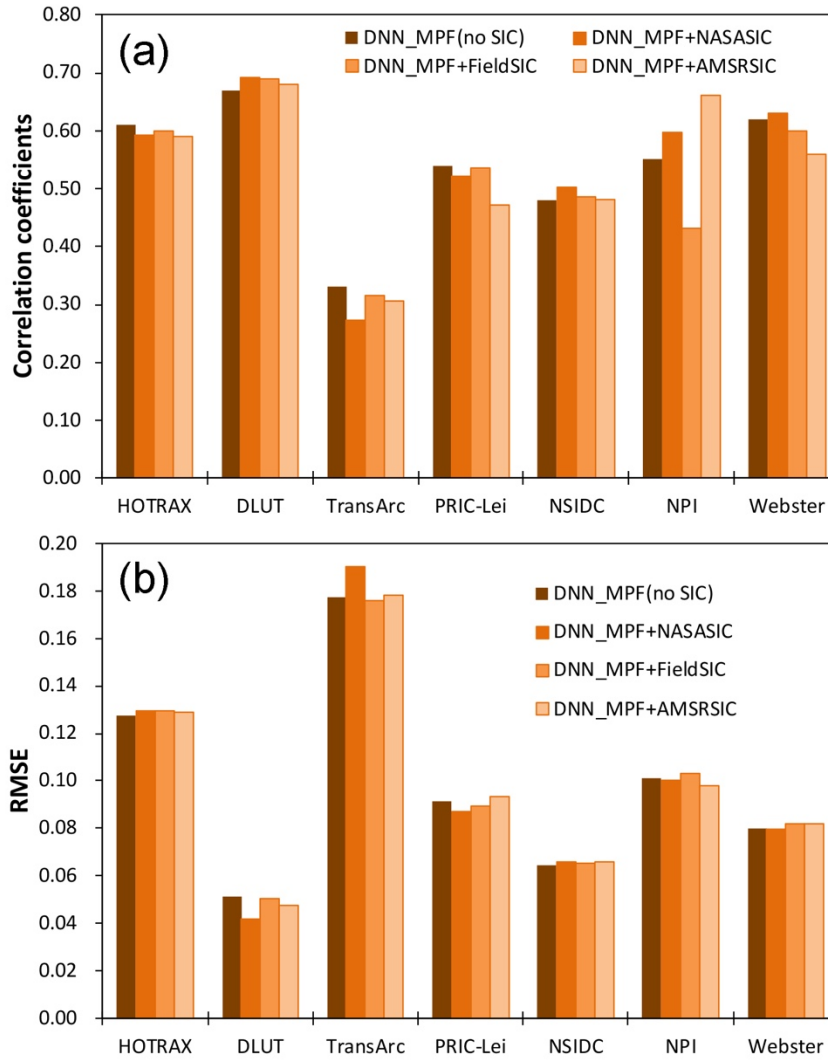 (a)
DNN_MPF(no SIC) DNN_MPF+NASASIC
DNN_MPF+FieldSIC DNN_MPF+AMSRSIC
Correlation coefficients
0.80
0.70
0.60
0.50
0.40
0.30
0.20
0.10
0.00
HOTRAX DLUT TransArc PRIC-Lei NSIDC NPI Webster
(b)
DNN_MPF(no SIC)
DNN_MPF+NASASIC
DNN_MPF+FieldSIC
DNN_MPF+AMSRSIC
RMSE
0.20
0.18
0.16
0.14
0.12
0.10
0.08
0.06
0.04
0.02
0.00
HOTRAX DLUT TransArc PRIC-Lei NSIDC NPI Webster